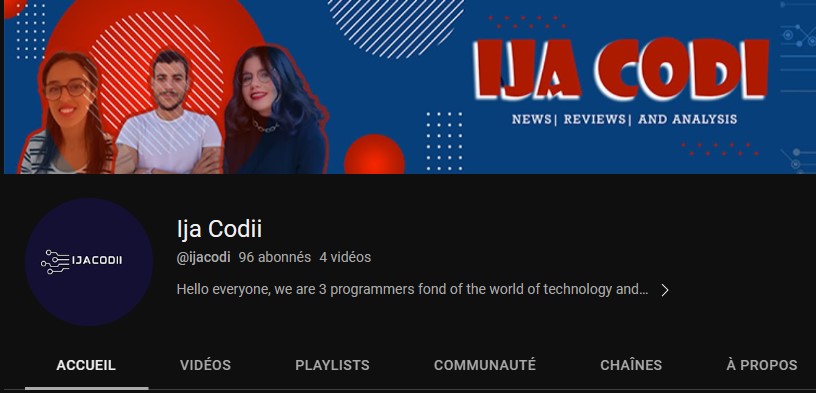 IJA CODI
NEWS| REVIEWS| AND ANALYSIS
IJACODII
Ija Codii
@ijacodi 96 abonnés 4 vidéos
Hello everyone, we are 3 programmers fond of the world of technology and...
ACCUEIL VIDÉOS PLAYLISTS COMMUNAUTÉ CHAÎNES À PROPOS